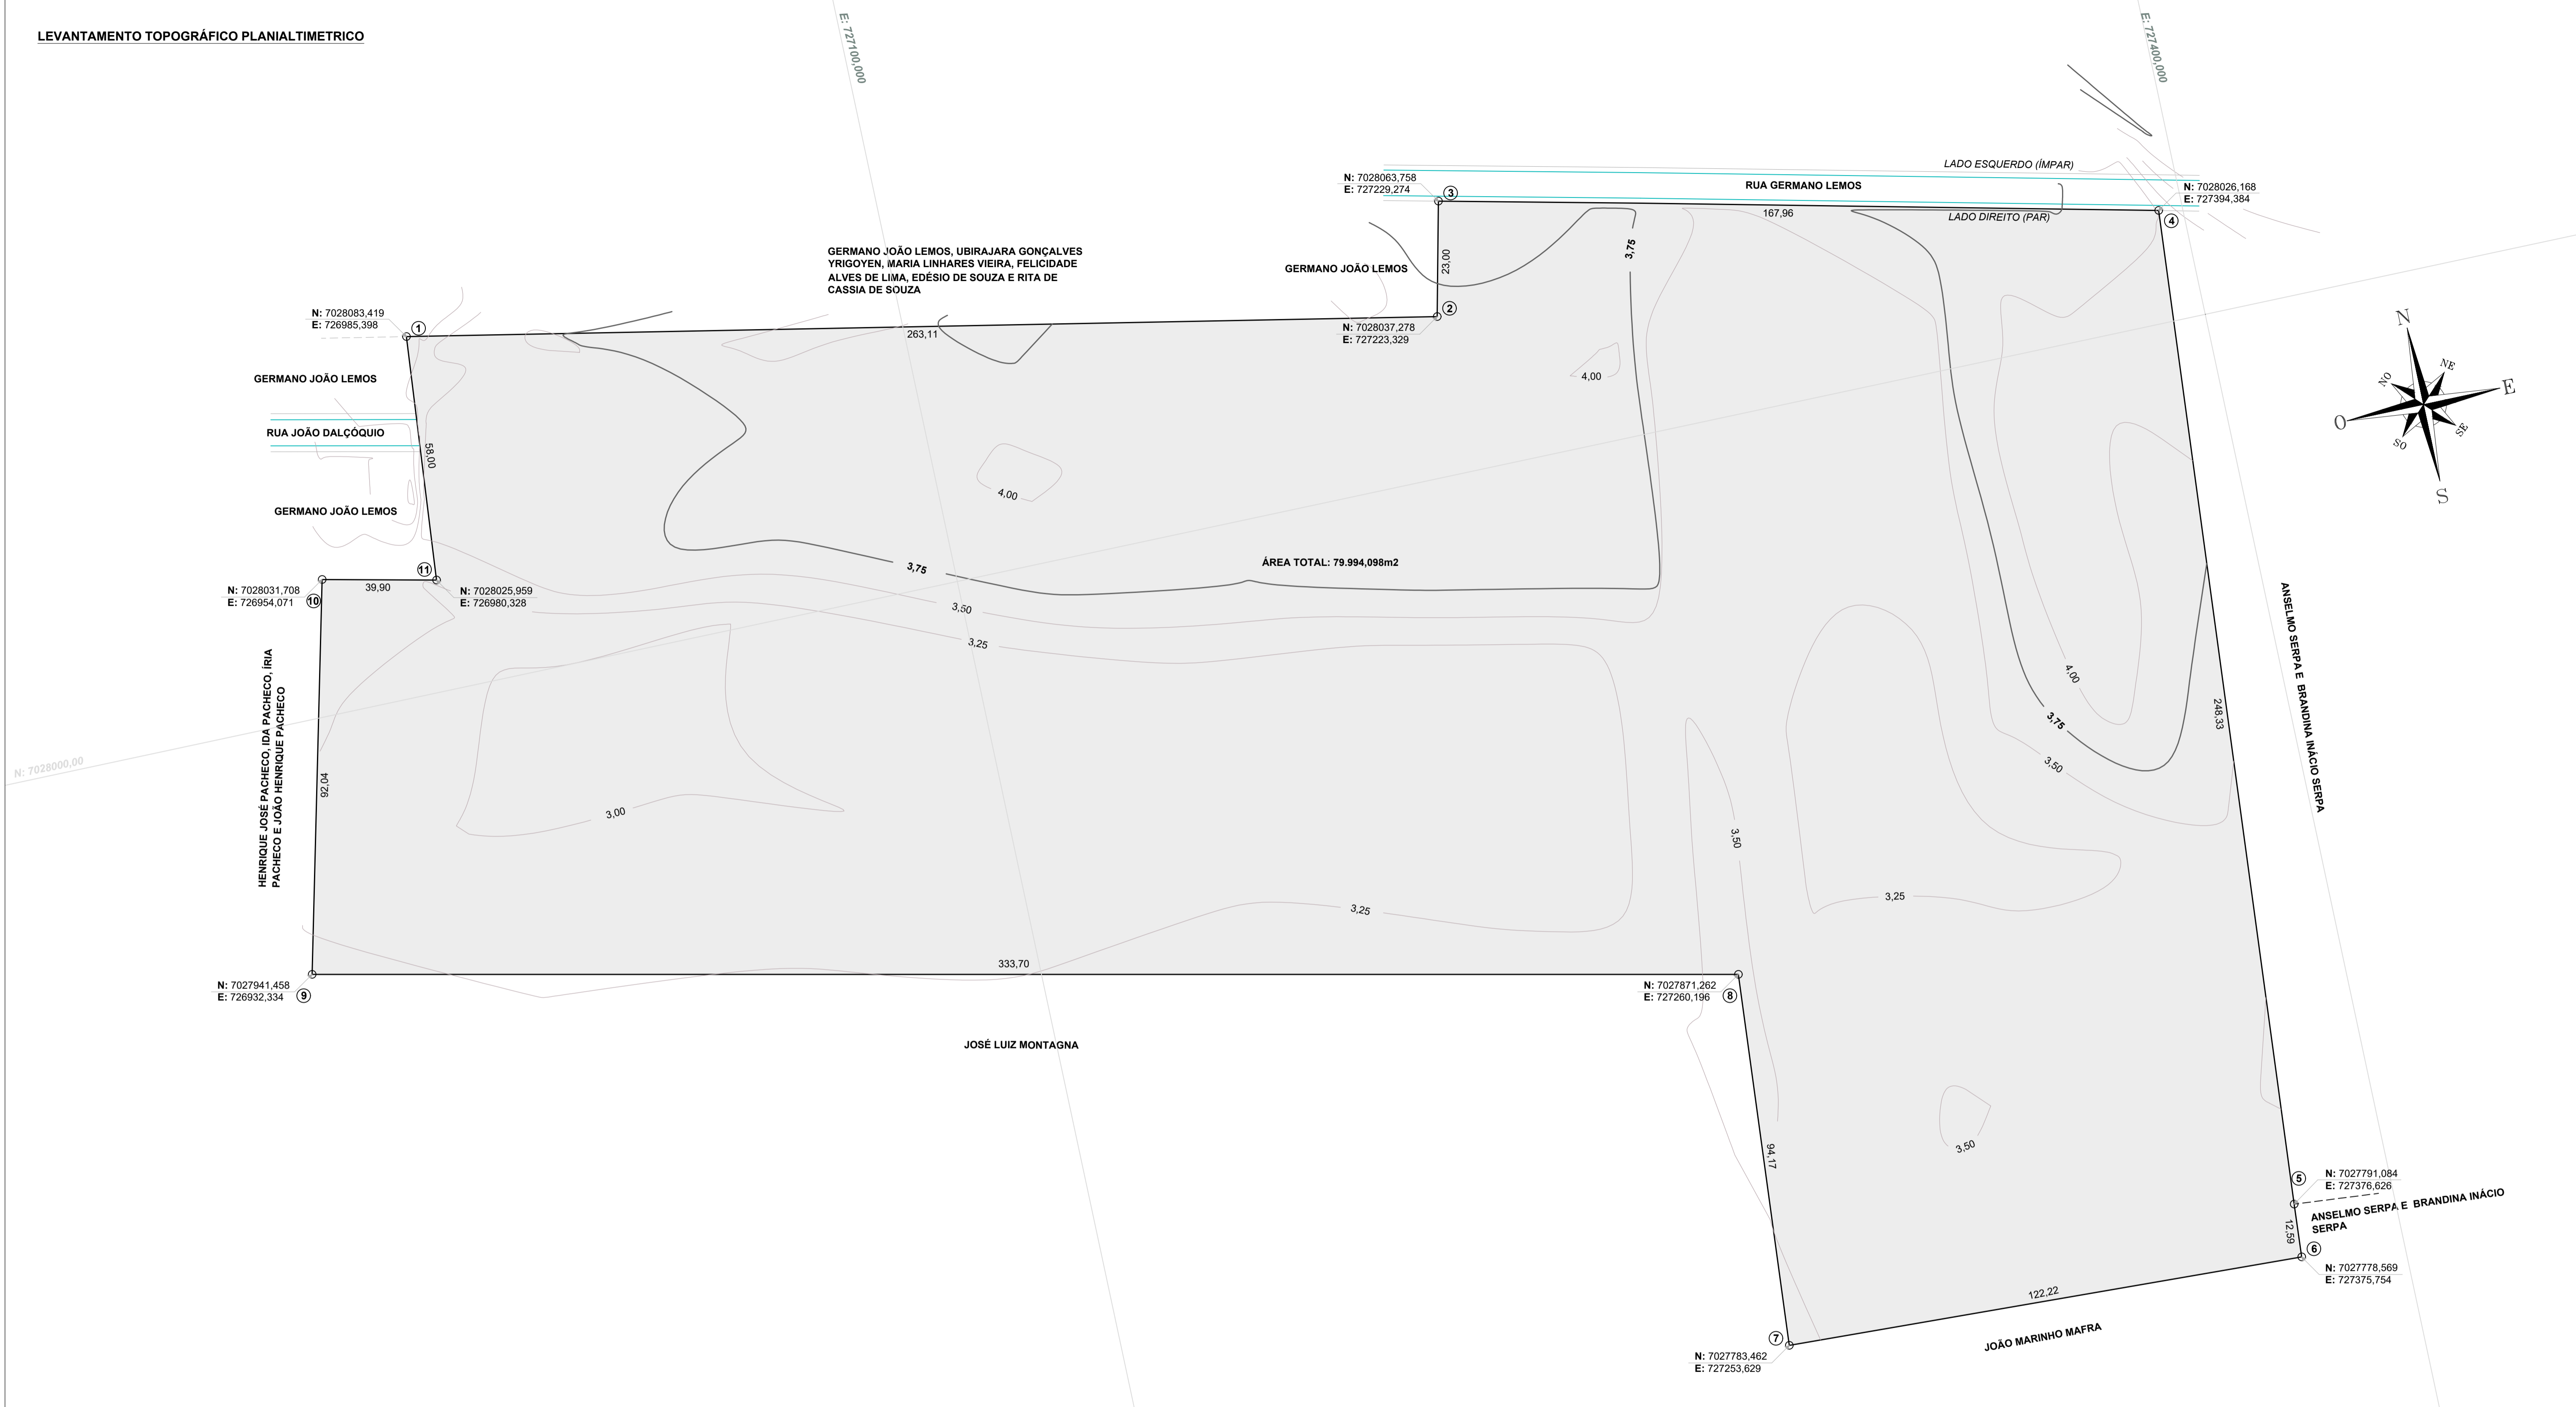 LEVANTAMENTO TOPOGRÁFICO PLANIALTIMETRICO
E: 727100,000
E: 727400,000
LADO ESQUERDO (ÍMPAR)
N: 7028063,758
E: 727229,274
3
RUA GERMANO LEMOS
N: 7028026,168
E: 727394,384
167,96
LADO DIREITO (PAR)
4
GERMANO JOÃO LEMOS, UBIRAJARA GONÇALVES
YRIGOYEN, MARIA LINHARES VIEIRA, FELICIDADE
ALVES DE LIMA, EDÉSIO DE SOUZA E RITA DE
CASSIA DE SOUZA
GERMANO JOÃO LEMOS
23,00
3,75
N: 7028083,419
E: 726985,398
1
2
263,11
N: 7028037,278
E: 727223,329
N
NE
E
SE
S
SO
O
NO
GERMANO JOÃO LEMOS
4,00
RUA JOÃO DALÇÓQUIO
58,00
4,00
GERMANO JOÃO LEMOS
ÁREA TOTAL: 79.994,098m2
3,75
11
39,90
N: 7028031,708
E: 726954,071
10
N: 7028025,959
E: 726980,328
3,50
3,25
HENRIQUE JOSÉ PACHECO, IDA PACHECO, ÍRIA
PACHECO E JOÃO HENRIQUE PACHECO
ANSELMO SERPA E BRANDINA INÁCIO SERPA
4,00
248,33
3,75
3,50
N: 7028000,00
92,04
3,00
3,50
3,25
3,25
333,70
N: 7027941,458
E: 726932,334
9
N: 7027871,262
E: 727260,196
8
JOSÉ LUIZ MONTAGNA
94,17
3,50
5
N: 7027791,084
E: 727376,626
ANSELMO SERPA E BRANDINA INÁCIO
SERPA
12,59
6
N: 7027778,569
E: 727375,754
122,22
7
JOÃO MARINHO MAFRA
N: 7027783,462
E: 727253,629